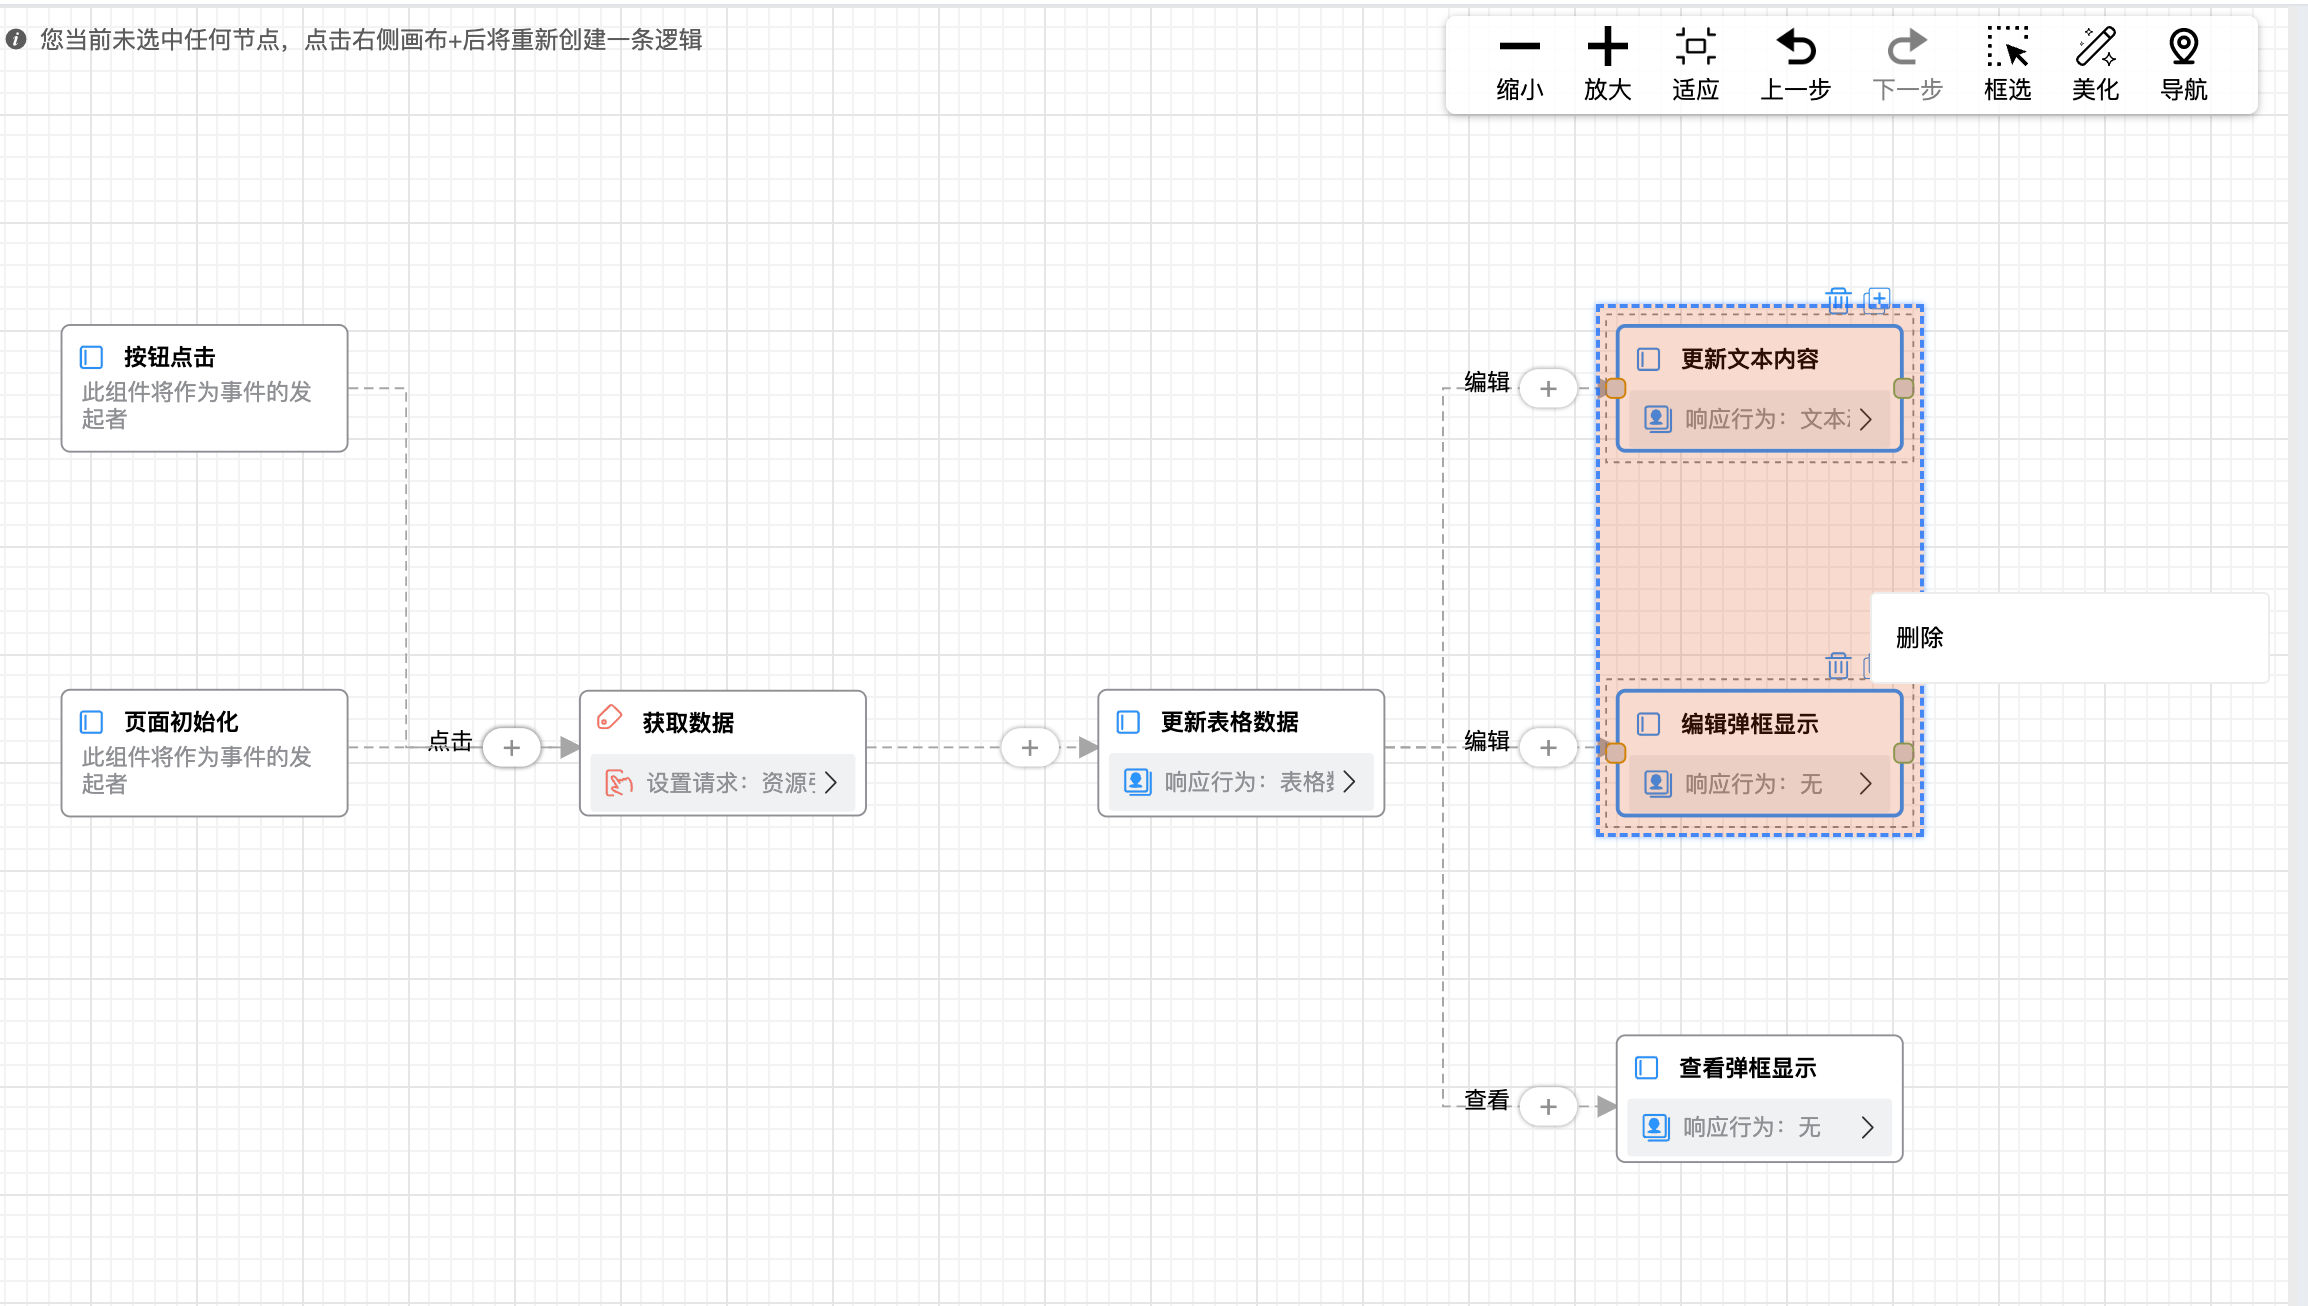 您当前未选中任何节点，点击右侧画布+后将重新创建一条逻辑
缩小
放大
适应
上一步
下一步
框选
美化
导航
按钮点击
此组件将作为事件的发
起者
编辑
更新文本内容
响应行为：文本
删除
页面初始化
此组件将作为事件的发
起者
点击
获取数据
设置请求：资源
更新表格数据
响应行为：表格
编辑
编辑弹框显示
响应行为：无
查看
查看弹框显示
响应行为：无